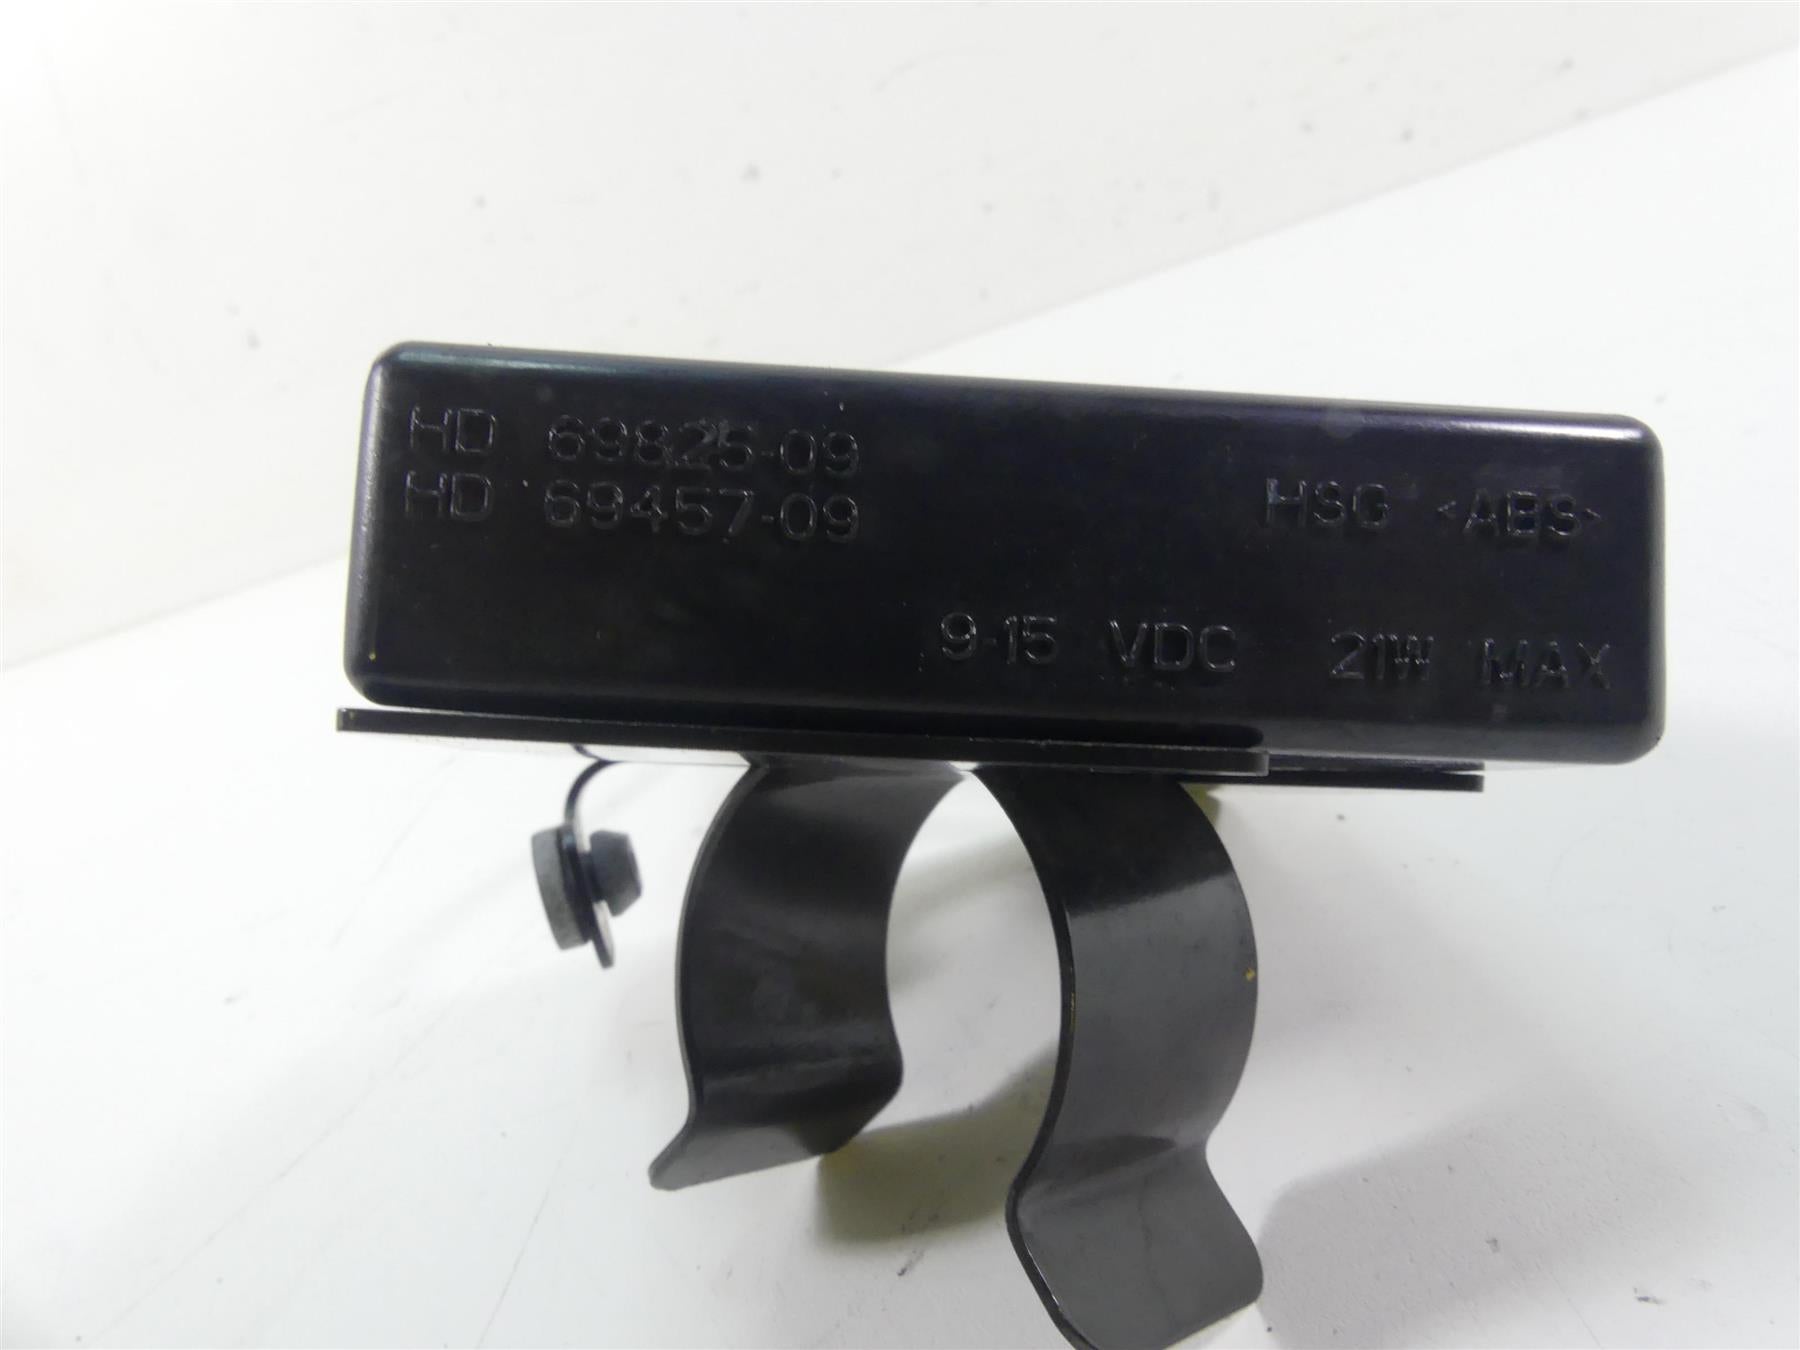 HD 69825-09
HD 69457-09
HSG <ABS>
9-15 VDC 21W MAX